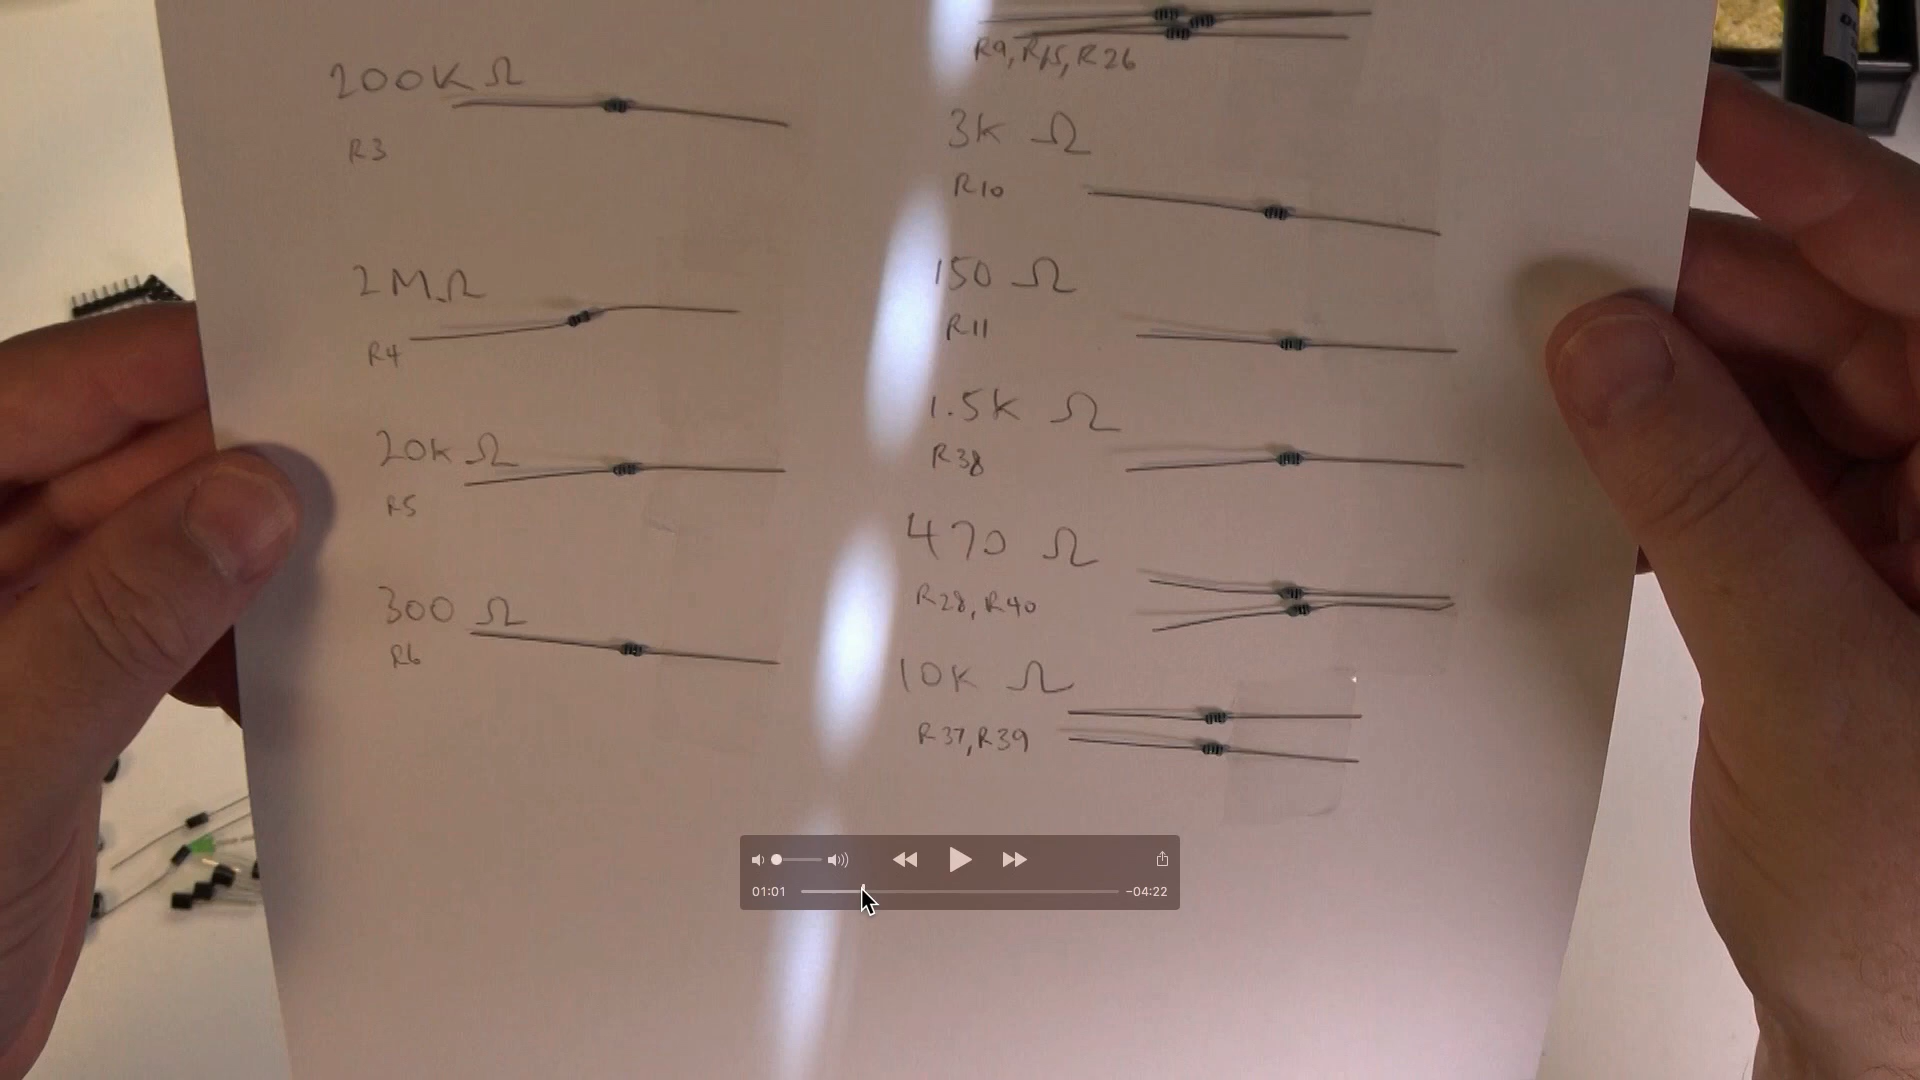 200K Ω
R3
2MΩ
R4
20K Ω
R5
300 Ω
R6
R9, R15, R26
3K Ω
R10
150 Ω
R11
1.5K Ω
R38
470 Ω
R28, R40
10K Ω
R37, R39
01:01
-04:22